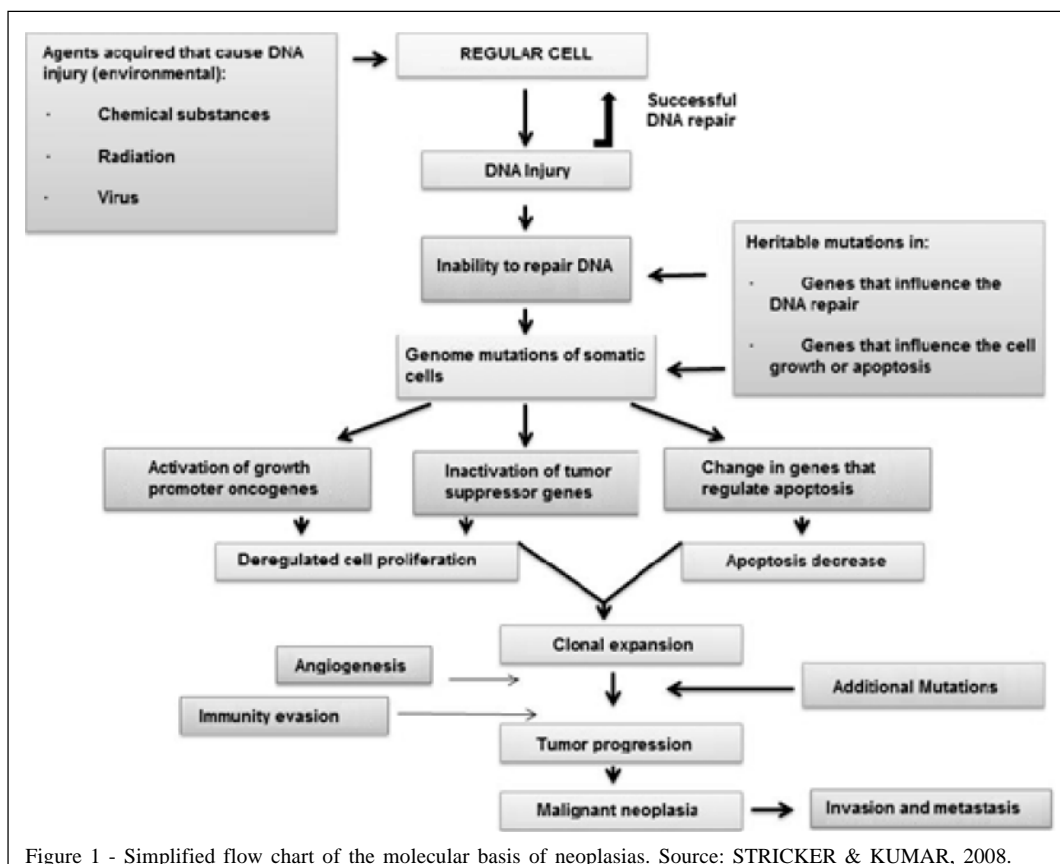 Agents acquired that cause DNA
injury (environmental):
· Chemical substances
· Radiation
· Virus
REGULAR CELL
Successful
DNA repair
DNA Injury
Inability to repair DNA
Heritable mutations in:
· Genes that influence the
DNA repair
· Genes that influence the cell
growth or apoptosis
Genome mutations of somatic
cells
Activation of growth
promoter oncogenes
Inactivation of tumor
suppressor genes
Change in genes that
regulate apoptosis
Deregulated cell proliferation
Apoptosis decrease
Clonal expansion
Angiogenesis
Additional Mutations
Immunity evasion
Tumor progression
Malignant neoplasia
Invasion and metastasis
Figure 1 - Simplified flow chart of the molecular basis of neoplasias. Source: STRICKER & KUMAR, 2008.